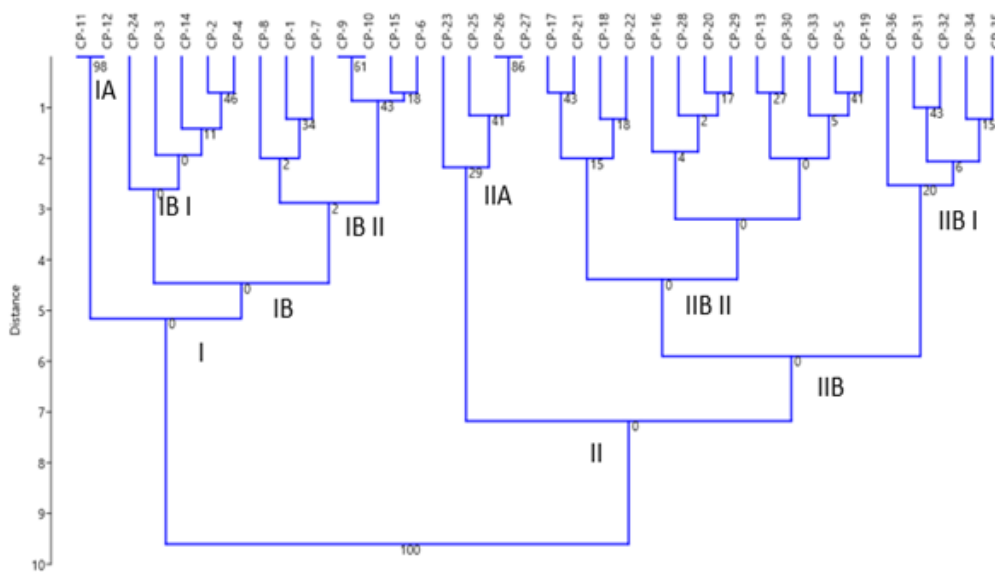 CP-11
CP-12
CP-24
CP-3
CP-14
CP-2
CP-4
CP-8
CP-1
CP-7
CP-9
CP-10
CP-15
CP-6
CP-23
CP-25
CP-26
CP-27
CP-17
CP-21
CP-18
CP-22
CP-16
CP-28
CP-20
CP-29
CP-13
CP-30
CP-33
CP-5
CP-19
CP-36
CP-31
CP-32
CP-34
98
61
86
IA
46
18
43
17
27
41
1
34
43
41
18
2
5
43
15
11
0
2
15
4
0
6
2
29
20
0
IB I
IIA
3
2
IB II
0
IIB I
4
0
0
IB
IIB II
5
0
Distance
I
6
0
IIB
7
0
II
8
9
100
10